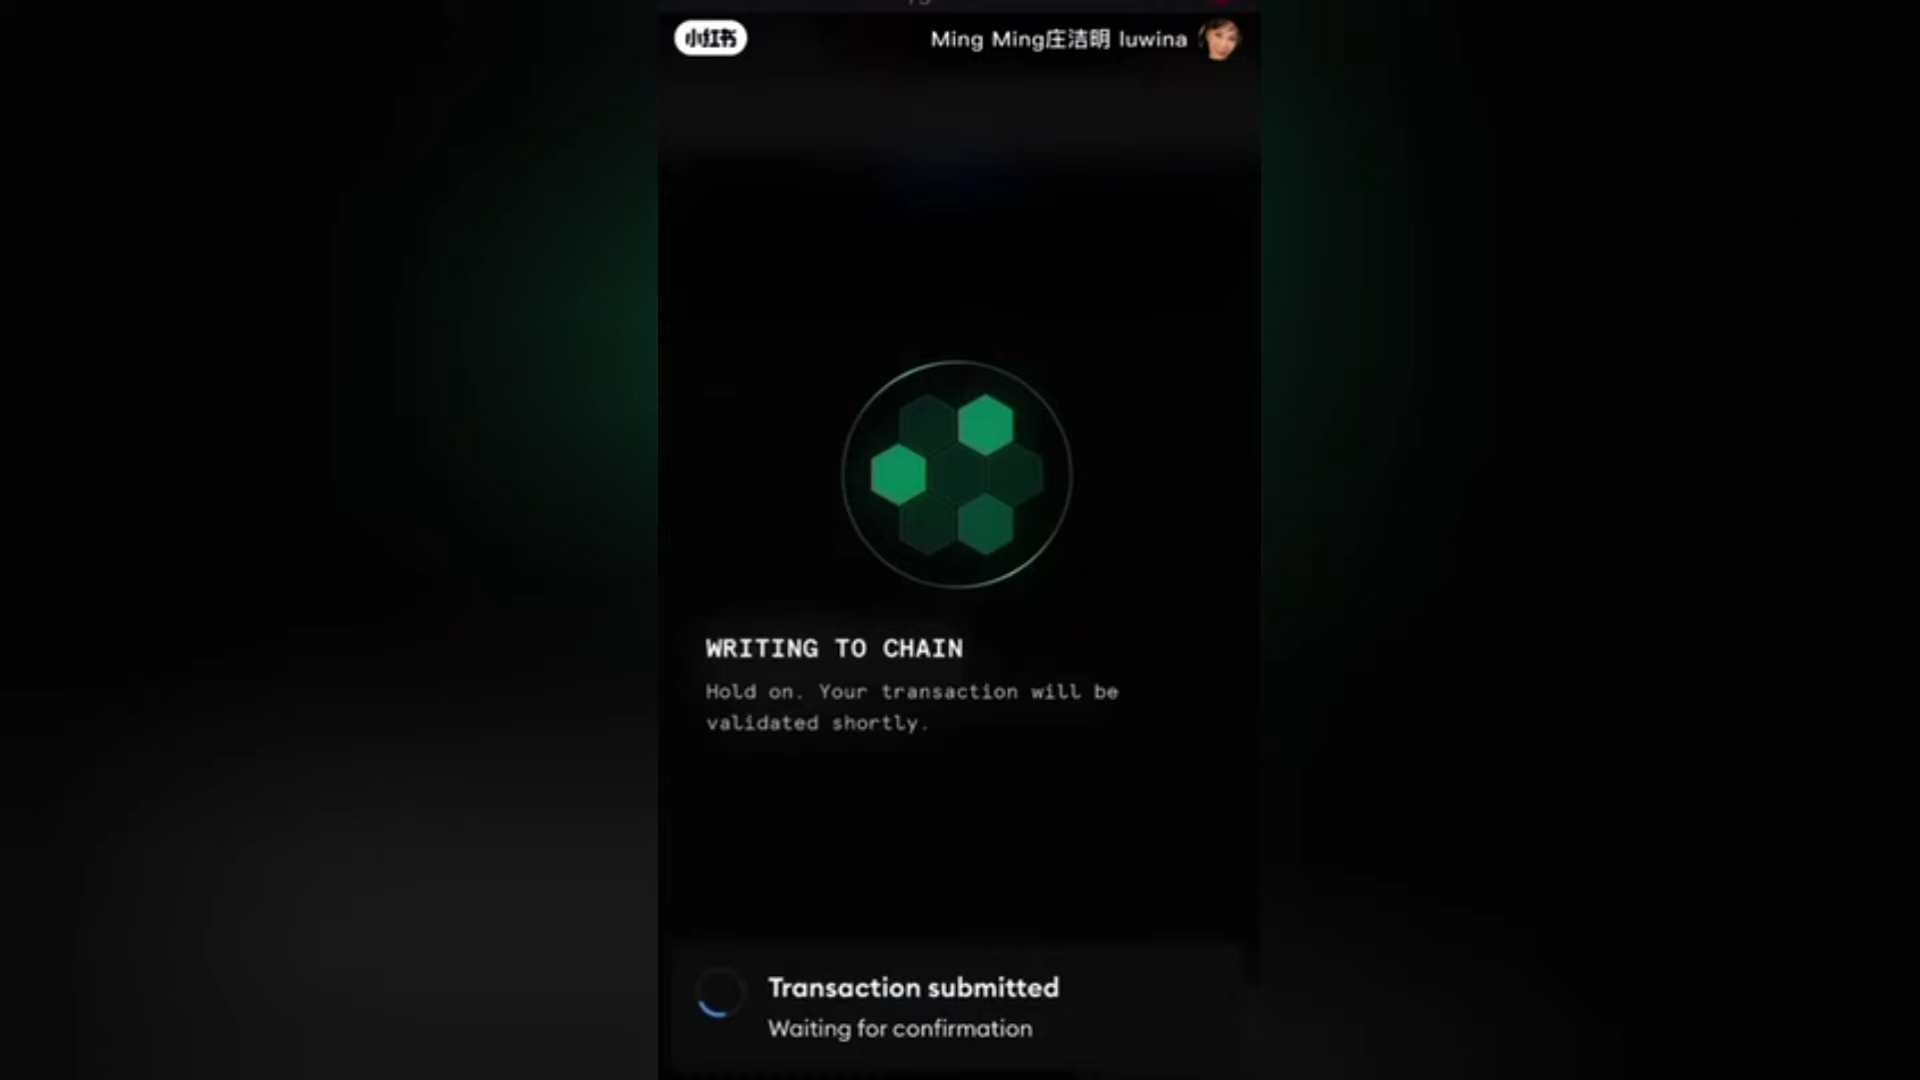 小红书
Ming Ming庄洁明 luwina
WRITING TO CHAIN
Hold on. Your transaction will be
validated shortly.
Transaction submitted
Waiting for confirmation